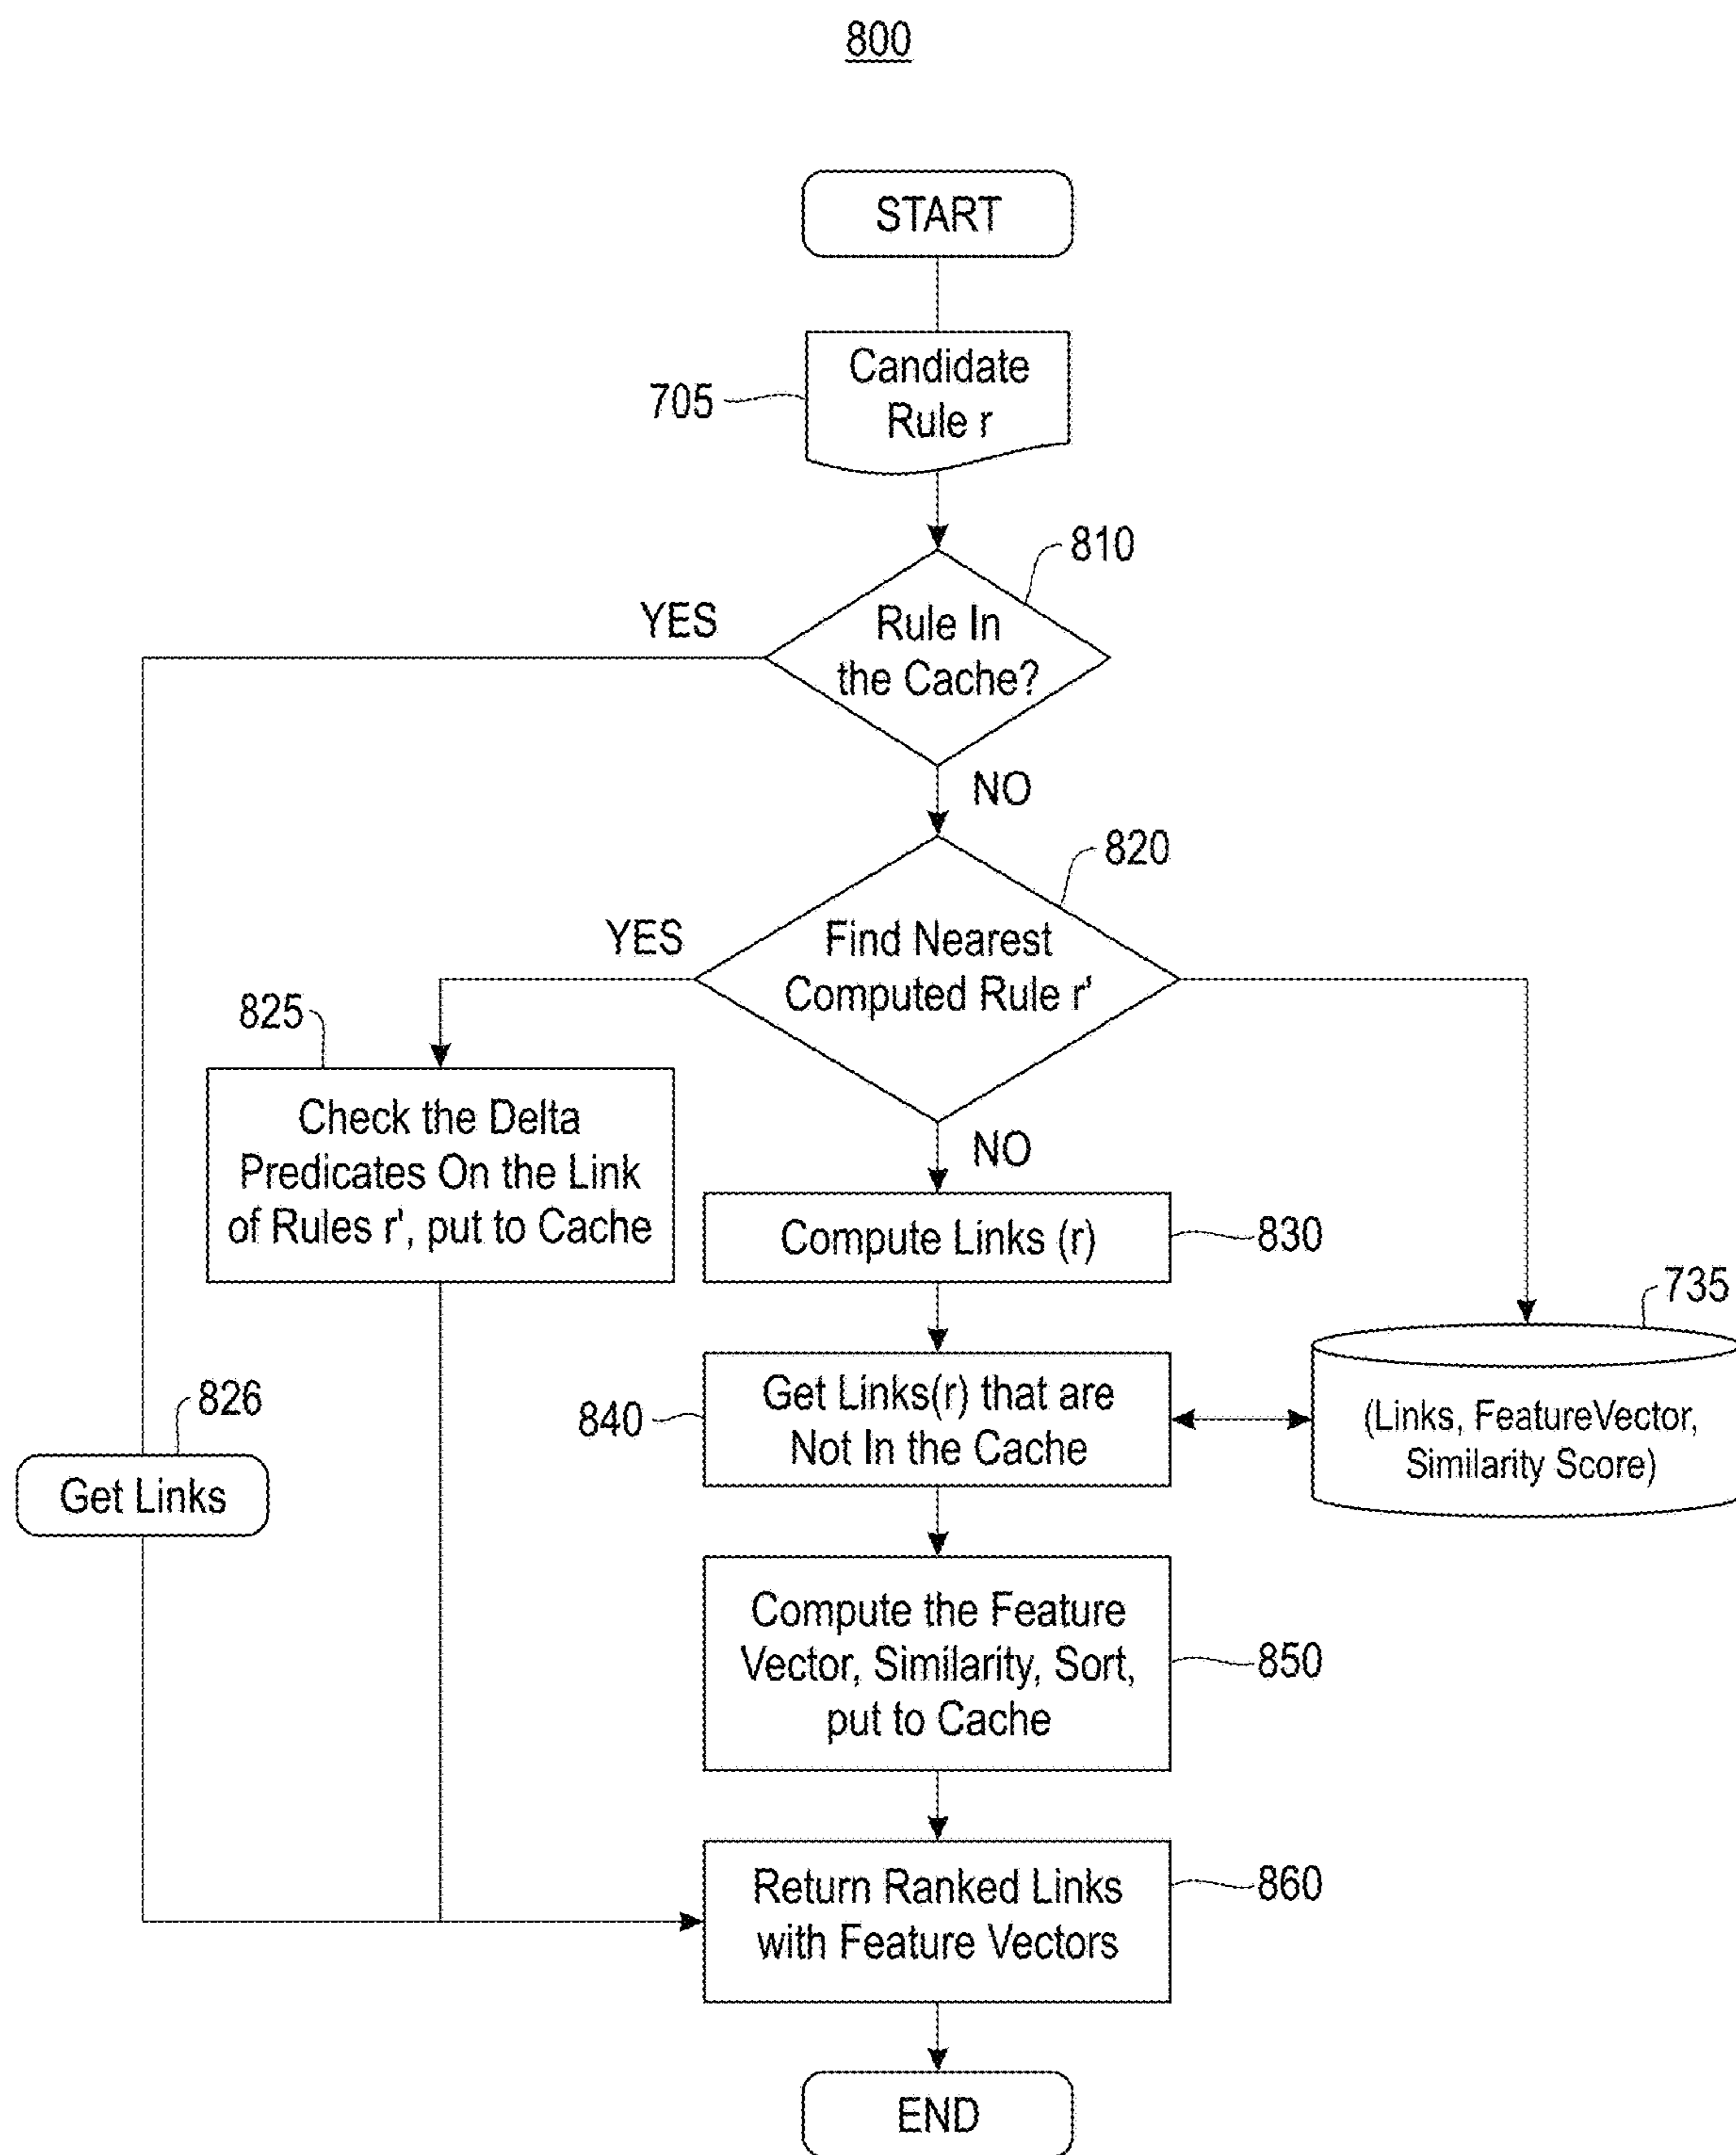 800
START
705
Candidate
Rule r
810
YES
Rule In
the Cache?
NO
820
YES
Find Nearest
Computed Rule r'
825
Check the Delta
Predicates On the Link
of Rules r', put to Cache
NO
Compute Links (r)
830
735
826
Get Links
840
Get Links(r) that are
Not In the Cache
(Links, FeatureVector,
Similarity Score)
Compute the Feature
Vector, Similarity, Sort,
put to Cache
850
Return Ranked Links
with Feature Vectors
860
END